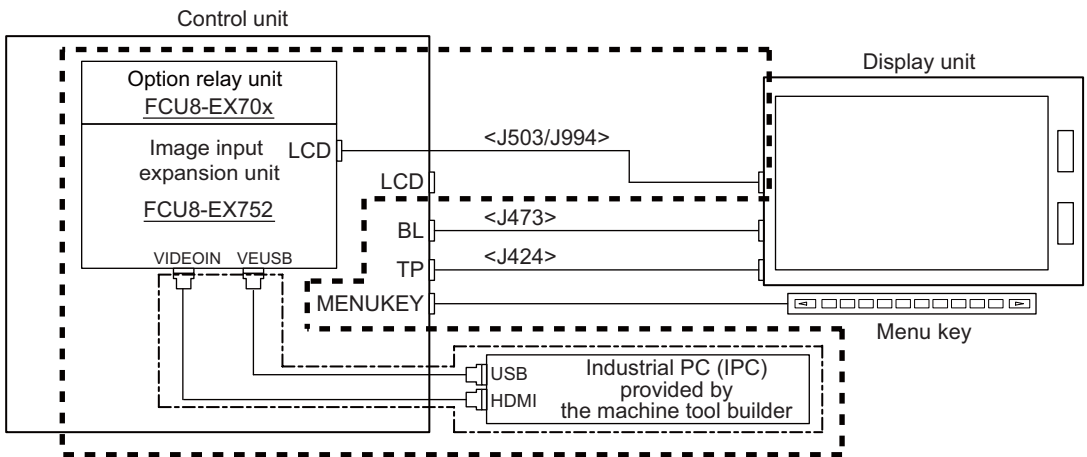 Control unit
Option relay unit
FCU8-EX70x
Image input
expansion unit
FCU8-EX752
LCD
VIDEOIN VEUSB
LCD
BL
TP
MENUKEY
<J503/J994>
<J473>
<J424>
Display unit
Menu key
USB
HDMI
Industrial PC (IPC)
provided by
the machine tool builder